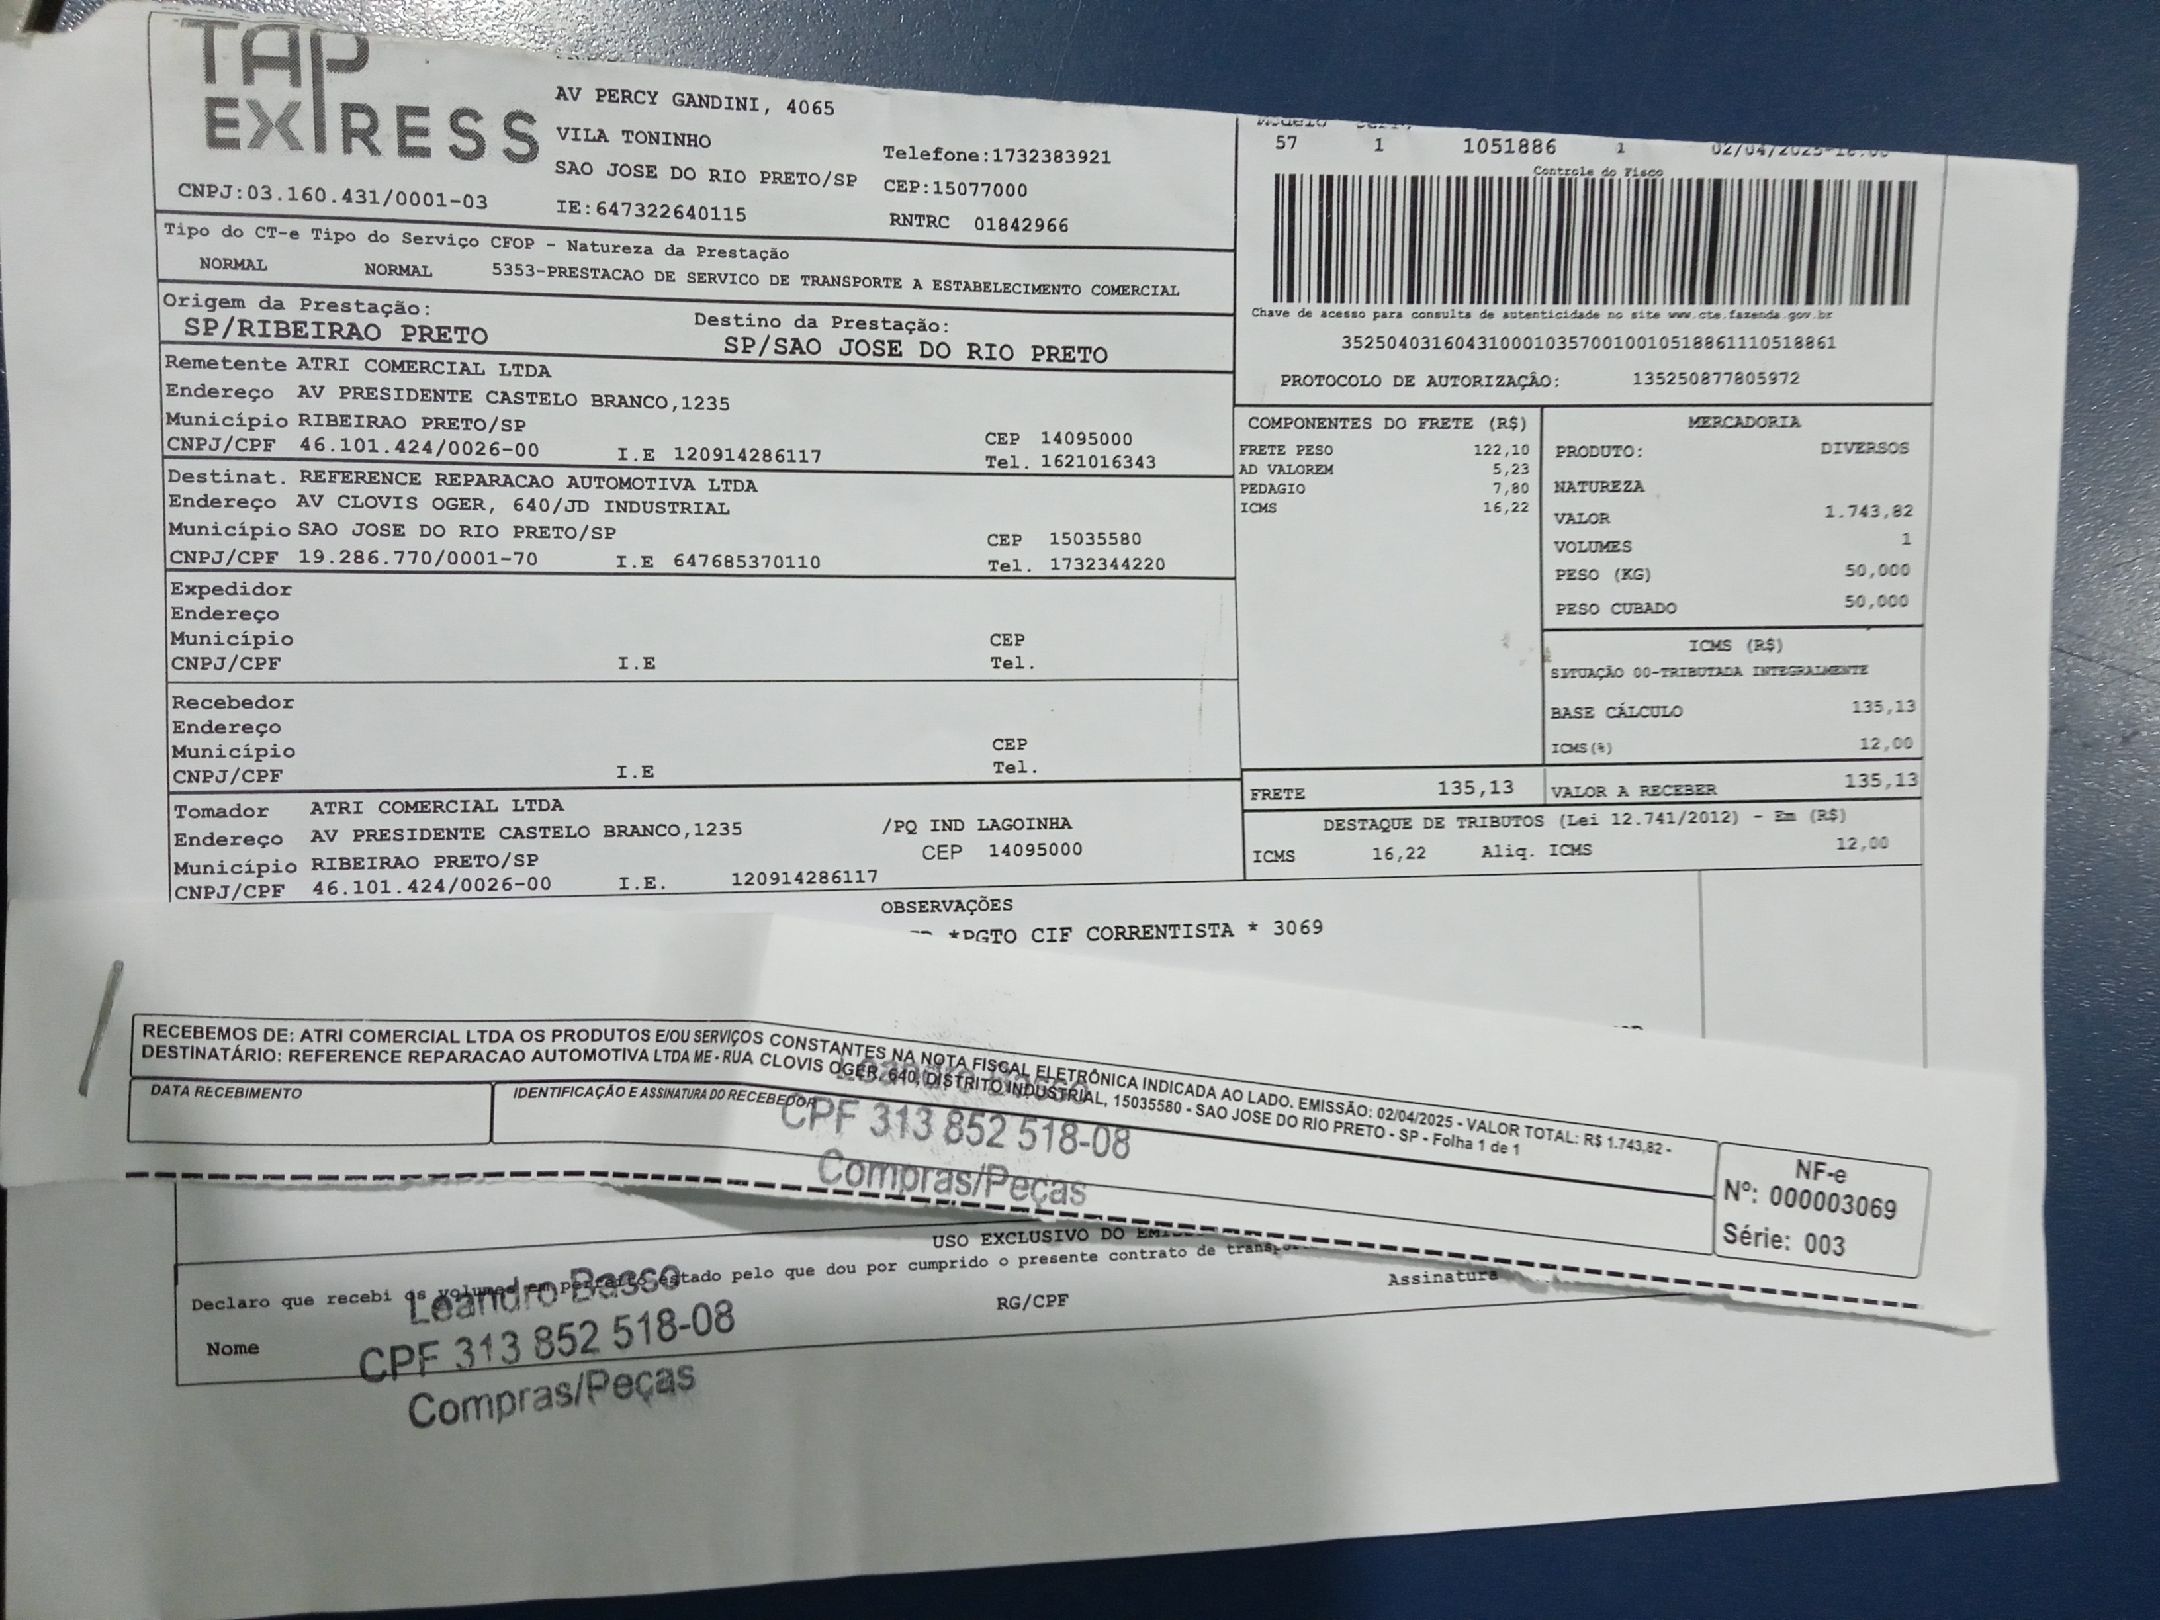 TAP
EXPRESS
AV PERCY GANDINI, 4065
VILA TONINHO
SAO JOSE DO RIO PRETO/SP
Telefone:1732383921
CEP:15077000
CNPJ:03.160.431/0001-03
IE:647322640115
RNTRC 01842966
57 1 1051886 1 02/04/2025
Controle do Fisco
Chave de acesso para consulta de autenticidade no site www.cte.fazenda.gov.br
35250403160431000103570010010518861110518861
PROTOCOLO DE AUTORIZAÇÃO: 135250877805972
Tipo do CT-e Tipo do Serviço CFOP - Natureza da Prestação
NORMAL NORMAL 5353-PRESTACAO DE SERVICO DE TRANSPORTE A ESTABELECIMENTO COMERCIAL
Origem da Prestação:
SP/RIBEIRAO PRETO
Destino da Prestação:
SP/SAO JOSE DO RIO PRETO
Remetente ATRI COMERCIAL LTDA
Endereço AV PRESIDENTE CASTELO BRANCO,1235
Município RIBEIRAO PRETO/SP CEP 14095000
CNPJ/CPF 46.101.424/0026-00 I.E 120914286117 Tel. 1621016343
Destinat. REFERENCE REPARACAO AUTOMOTIVA LTDA
Endereço AV CLOVIS OGER, 640/JD INDUSTRIAL
Município SAO JOSE DO RIO PRETO/SP CEP 15035580
CNPJ/CPF 19.286.770/0001-70 I.E 647685370110 Tel. 1732344220
Expedidor
Endereço
Município CEP
CNPJ/CPF I.E Tel.
Recebedor
Endereço
Município CEP
CNPJ/CPF I.E Tel.
Tomador ATRI COMERCIAL LTDA
Endereço AV PRESIDENTE CASTELO BRANCO,1235 /PQ IND LAGOINHA
Município RIBEIRAO PRETO/SP CEP 14095000
CNPJ/CPF 46.101.424/0026-00 I.E. 120914286117
COMPONENTES DO FRETE (R$)
FRETE PESO 122,10
AD VALOREM 5,23
PEDAGIO 7,80
ICMS 16,22
MERCADORIA
PRODUTO: DIVERSOS
NATUREZA
VALOR 1.743,82
VOLUMES 1
PESO (KG) 50,000
PESO CUBADO 50,000
ICMS (R$)
SITUAÇÃO 00-TRIBUTADA INTEGRALMENTE
BASE CÁLCULO 135,13
ICMS(%) 12,00
FRETE 135,13 VALOR A RECEBER 135,13
DESTAQUE DE TRIBUTOS (Lei 12.741/2012) - Em (R$)
ICMS 16,22 Aliq. ICMS 12,00
OBSERVAÇÕES
*PGTO CIF CORRENTISTA * 3069
RECEBEMOS DE: ATRI COMERCIAL LTDA OS PRODUTOS E/OU SERVIÇOS CONSTANTES NA NOTA FISCAL ELETRÔNICA INDICADA AO LADO. EMISSÃO: 02/04/2025 - VALOR TOTAL: R$ 1.743,82 -
DESTINATÁRIO: REFERENCE REPARACAO AUTOMOTIVA LTDA ME - RUA CLOVIS OGER, 640, DISTRITO INDUSTRIAL, 15035580 - SAO JOSE DO RIO PRETO - SP - Folha 1 de 1
DATA RECEBIMENTO
IDENTIFICAÇÃO E ASSINATURA DO RECEBEDOR
Leandro Basso
CPF 313 852 518-08
Compras/Peças
NF-e
Nº: 000003069
Série: 003
USO EXCLUSIVO DO
Declaro que recebi os volumes em perfeito estado pelo que dou por cumprido o presente contrato de
Nome
RG/CPF
Assinatura
Leandro Basso
CPF 313 852 518-08
Compras/Peças